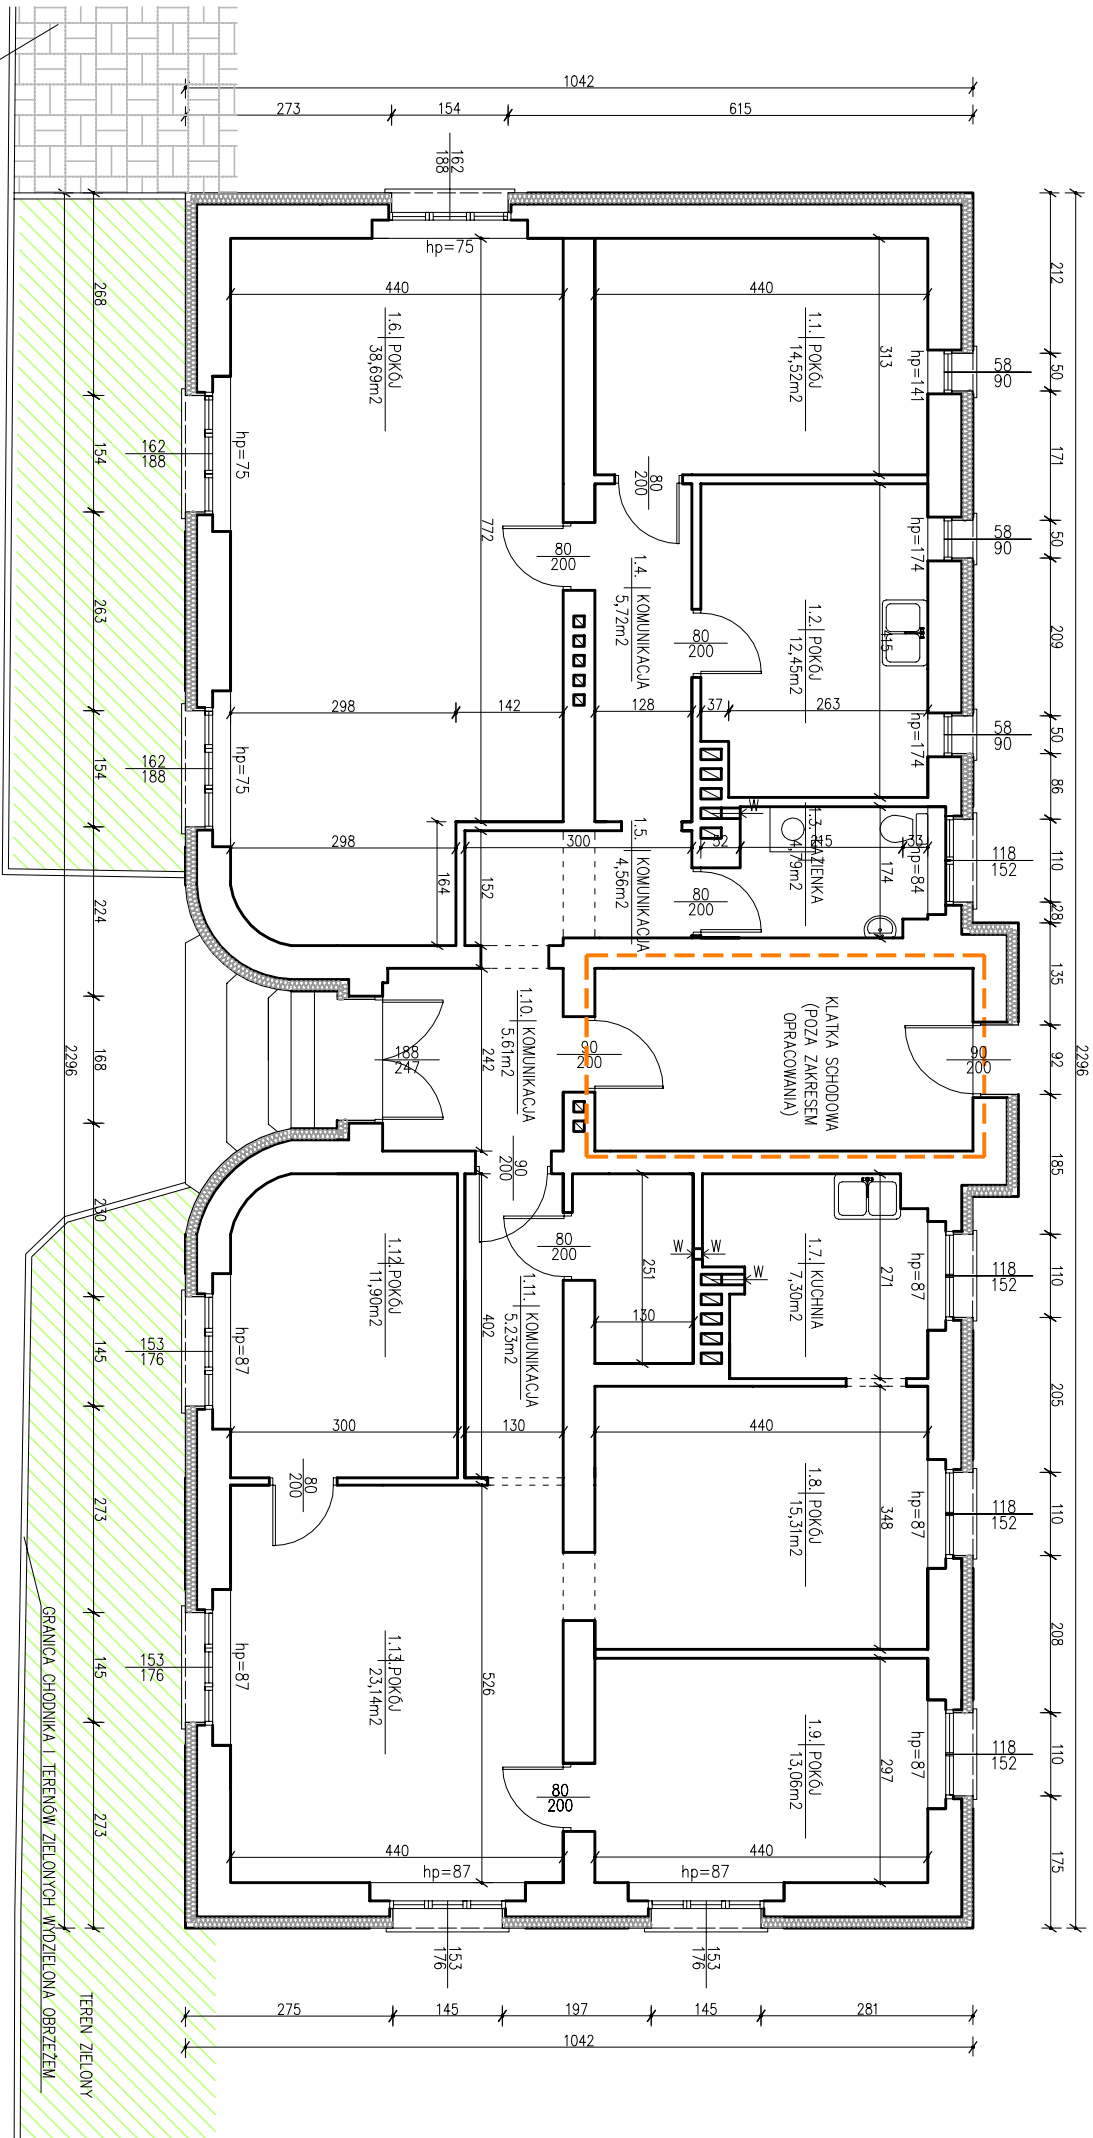 1042
273
154
615
162
188
hp=75
2296
212
58
90
50
171
58
90
50
209
58
90
50
86
118
152
110
28
135
92
2296
185
118
152
110
205
118
152
110
208
118
152
110
175
440
440
1.6. POKÓJ
38,69m2
1.1. POKÓJ
14,52m2
313
hp=141
268
162
188
154
hp=75
263
162
188
154
hp=75
772
80
200
80
200
1.4. KOMUNIKACJA
5,72m2
80
200
1.2. POKÓJ
12,45m2
415
hp=174
hp=174
298
142
128
37
263
W
298
164
152
300
1.5. KOMUNIKACJA
4,56m2
52
1.3. ŁAZIENKA
4,79m2
215
33
174
hp=84
80
200
224
168
2296
230
188
247
242
1.10. KOMUNIKACJA
5.61m2
90
200
KLATKA SCHODOWA
(POZA ZAKRESEM
OPRACOWANIA)
90
200
90
200
80
200
W
W
251
130
1.7. KUCHNIA
7,30m2
271
hp=87
1.12. POKÓJ
11,90m2
402
1.11. KOMUNIKACJA
5.23m2
153
176
145
hp=87
300
130
440
80
200
1.8. POKÓJ
15,31m2
348
hp=87
273
153
176
145
hp=87
1.13. POKÓJ
23,14m2
526
1.9. POKÓJ
13,06m2
297
hp=87
80
200
273
440
440
hp=87
hp=87
153
176
153
176
275
145
197
145
281
1042
GRANICA CHODNIKA I TERENÓW ZIELONYCH WYDZIELONA OBRZEŻEM
TEREN ZIELONY